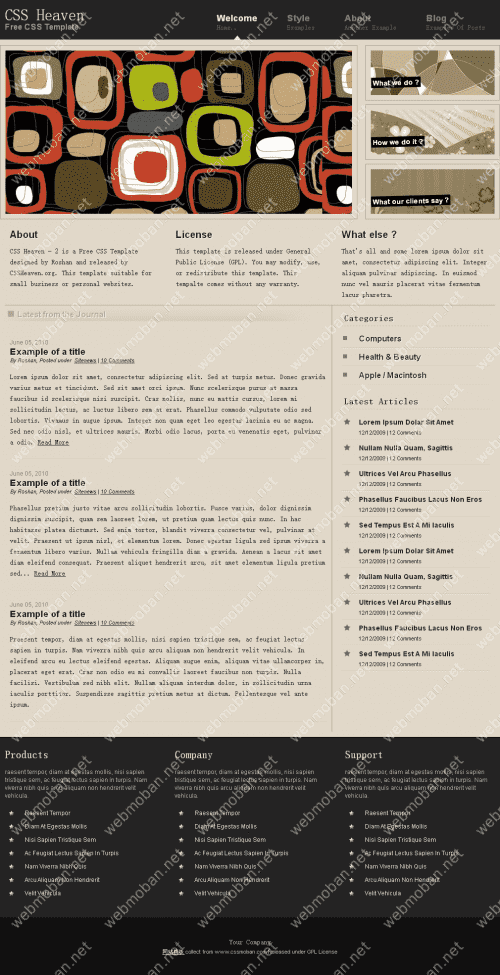 CSS Heaven
Free CSS Template
Welcome
Style
About
Blog
Home..
Examples
Another Example
Example Of Posts
What we do ?
How we do it ?
What our clients say ?
About
CSS Heaven - 2 is a Free CSS Template
designed by Roshan and released by
CSSHeaven.org. This template suitable for
small business or personal websites.
License
This template is released under General
Public License (GPL). You may modify, use,
or redistribute this template. This
tempalte comes without any warranty.
What else ?
That's all and some lorem ipsum dolor sit
amet, consectetur adipiscing elit. Integer
aliquam pulvinar adipiscing. In euismod
nunc vel mauris placerat vitae fermentum
lacus pharetra.
Latest from the Journal
June 05, 2010
Example of a title
By Roshan, Posted under Sitenews | 10 Comments
Lorem ipsum dolor sit amet, consectetur adipiscing elit. Sed at turpis metus. Donec gravida
varius metus et tincidunt. Sed sit amet orci ipsum. Nunc scelerisque purus at massa
faucibus id scelerisque nisi suscipit. Cras mollis, nunc eu mattis cursus, lorem mi
sollicitudin lectus, ac luctus libero sem at erat. Phasellus commodo vulputate odio sed
lobortis. Vivamus in augue ipsum. Integer non quam eget leo egestas lacinia eu ac magna.
Sed nec odio nisl, et ultrices mauris. Morbi odio lacus, porta eu venenatis eget, pulvinar
a odio. Read More
June 05, 2010
Example of a title
By Roshan, Posted under Sitenews | 10 Comments
Phasellus pretium justo vitae arcu sollicitudin lobortis. Fusce varius, dolor dignissim
dignissim suscipit, quam sem laoreet lorem, ut pretium quam lectus quis nunc. In hac
habitasse platea dictumst. Sed enim tortor, blandit viverra consectetur vel, pulvinar at
velit. Praesent ut ipsum nisl, et elementum lorem. Donec egestas ligula sed ipsum viverra a
fermentum libero varius. Nullam vehicula fringilla diam a gravida. Aenean a lacus sit amet
diam eleifend consequat. Praesent aliquet hendrerit arcu, sit amet elementum ligula pretium
sed... Read More
June 05, 2010
Example of a title
By Roshan, Posted under Sitenews | 10 Comments
Praesent tempor, diam at egestas mollis, nisi sapien tristique sem, ac feugiat lectus
sapien in turpis. Nam viverra nibh quis arcu aliquam non hendrerit velit vehicula. In
eleifend arcu eu lectus eleifend egestas. Aliquam augue enim, aliquam vitae ullamcorper in,
placerat eget erat. Cras non odio eu mi convallis laoreet faucibus non turpis. Nulla
facilisi. Vestibulum sed nibh elit. Nullam aliquam interdum dolor, in sollicitudin urna
iaculis porttitor. Suspendisse sagittis pretium metus at dictum. Pellentesque vel ante
ipsum.
Categories
Computers
Health & Beauty
Apple / Macintosh
Latest Articles
Lorem Ipsum Dolar Sit Amet
12/12/2009 | 12 Comments
Nullam Nulla Quam, Sagittis
12/12/2009 | 12 Comments
Ultrices Vel Arcu Phasellus
12/12/2009 | 12 Comments
Phasellus Faucibus Lacus Non Eros
12/12/2009 | 12 Comments
Sed Tempus Est A Mi Iaculis
12/12/2009 | 12 Comments
Lorem Ipsum Dolar Sit Amet
12/12/2009 | 12 Comments
Nullam Nulla Quam, Sagittis
12/12/2009 | 12 Comments
Ultrices Vel Arcu Phasellus
12/12/2009 | 12 Comments
Phasellus Faucibus Lacus Non Eros
12/12/2009 | 12 Comments
Sed Tempus Est A Mi Iaculis
12/12/2009 | 12 Comments
Products
raesent tempor, diam at egestas mollis, nisi sapien
tristique sem, ac feugiat lectus sapien in turpis. Nam
viverra nibh quis arcu aliquam non hendrerit velit
vehicula.
Raesent Tempor
Diam At Egestas Mollis
Nisi Sapien Tristique Sem
Ac Feugiat Lectus Sapien In Turpis
Nam Viverra Nibh Quis
Arcu Aliquam Non Hendrerit
Velit Vehicula
Company
raesent tempor, diam at egestas mollis, nisi sapien
tristique sem, ac feugiat lectus sapien in turpis. Nam
viverra nibh quis arcu aliquam non hendrerit velit
vehicula.
Raesent Tempor
Diam At Egestas Mollis
Nisi Sapien Tristique Sem
Ac Feugiat Lectus Sapien In Turpis
Nam Viverra Nibh Quis
Arcu Aliquam Non Hendrerit
Velit Vehicula
Support
raesent tempor, diam at egestas mollis, nisi sapien
tristique sem, ac feugiat lectus sapien in turpis. Nam
viverra nibh quis arcu aliquam non hendrerit velit
vehicula.
Raesent Tempor
Diam At Egestas Mollis
Nisi Sapien Tristique Sem
Ac Feugiat Lectus Sapien In Turpis
Nam Viverra Nibh Quis
Arcu Aliquam Non Hendrerit
Velit Vehicula
Your Company
collect from www.cssmoban.com released under GPL License
webmoban.net